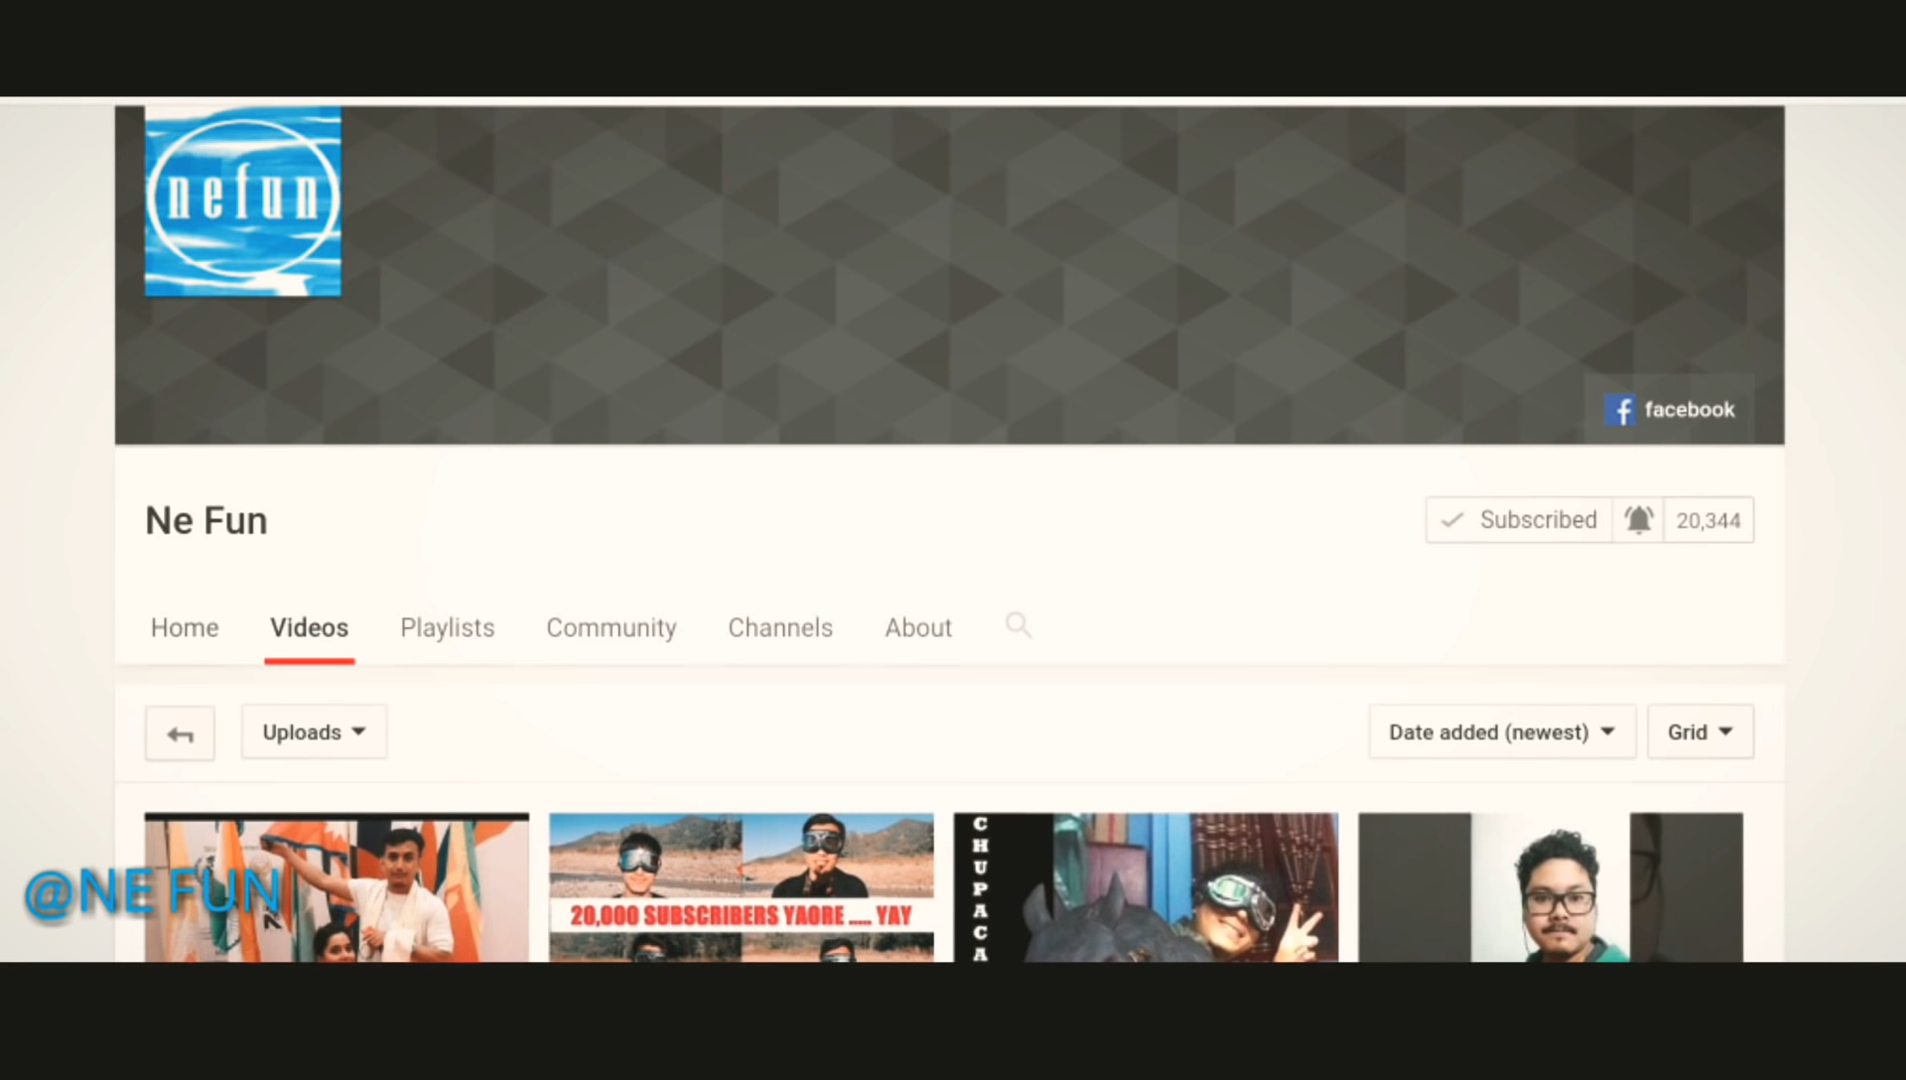 nefun
facebook
Ne Fun
Subscribed 20,344
Home Videos Playlists Community Channels About
Uploads Date added (newest) Grid
@NE FUN
20,000 SUBSCRIBERS YAORE ..... YAY
CHUPACA